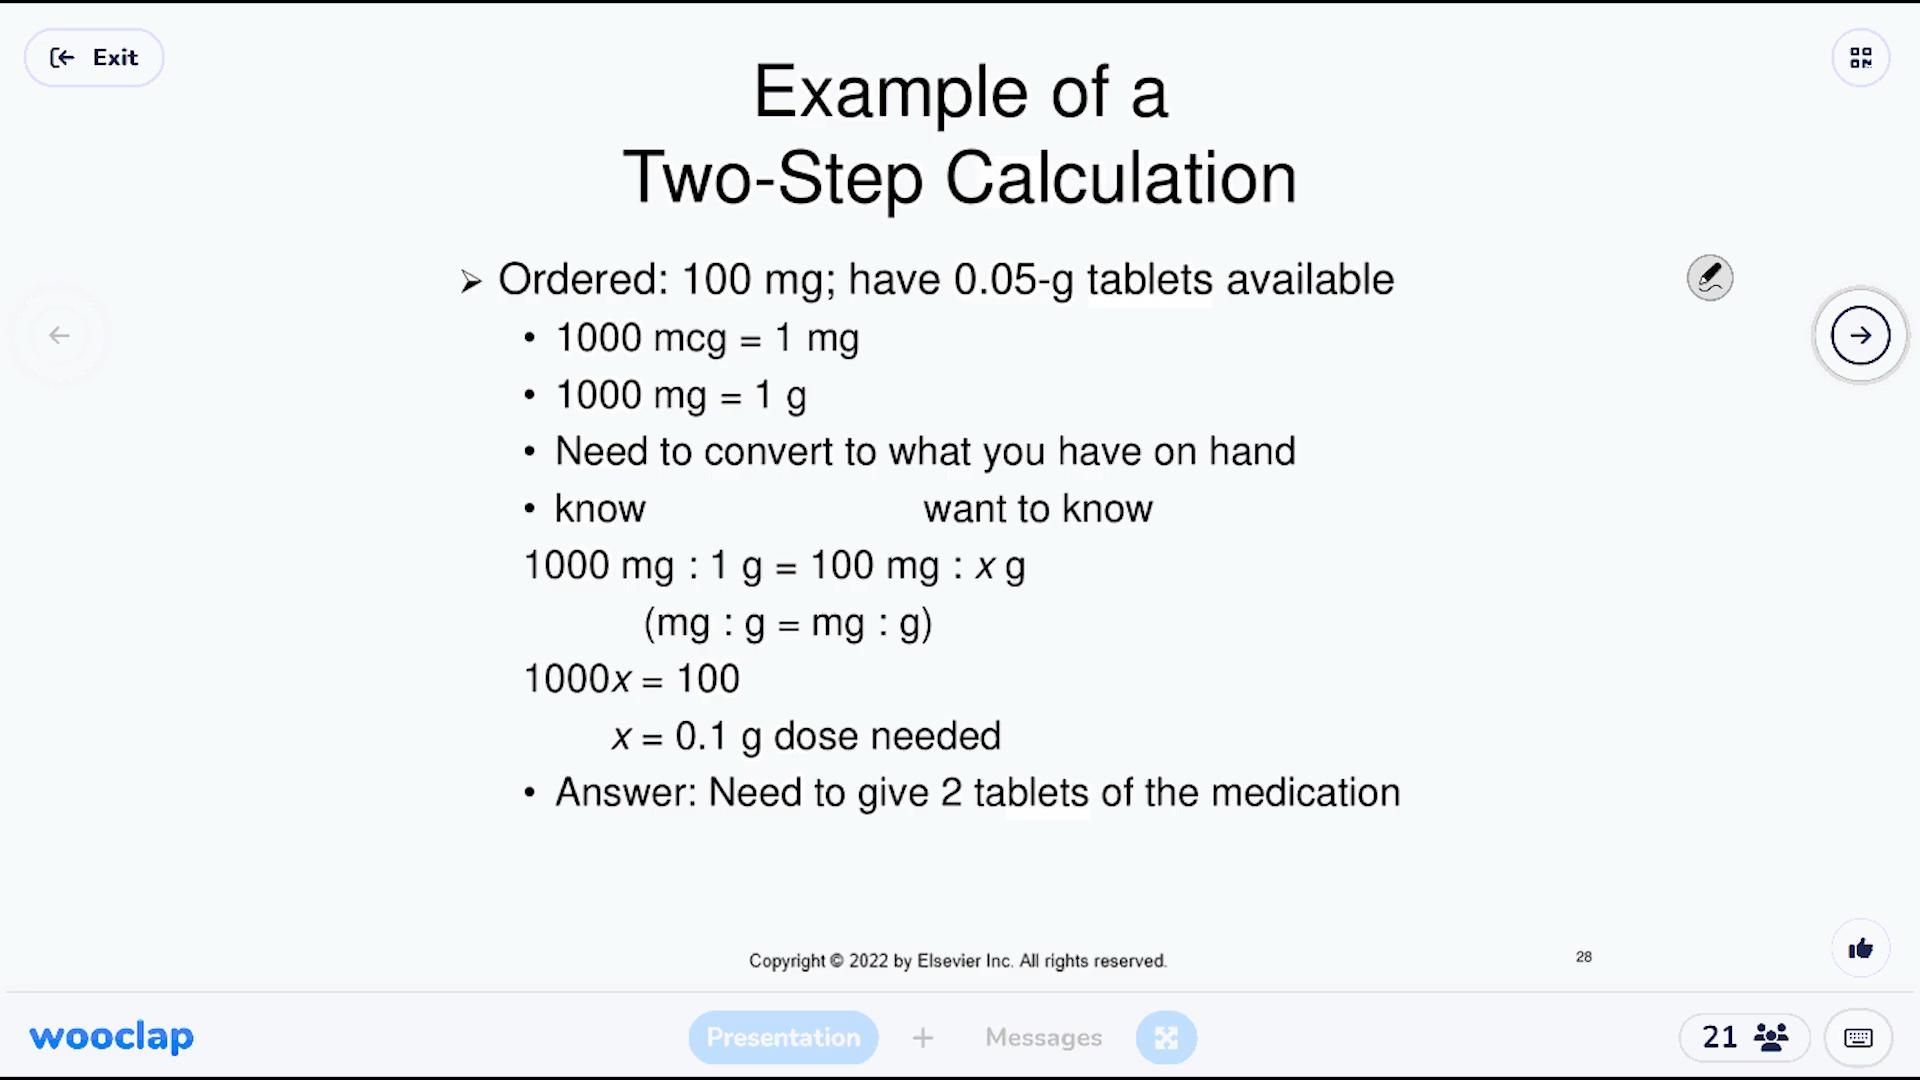 Exit
Example of a
Two-Step Calculation
➢ Ordered: 100 mg; have 0.05-g tablets available
• 1000 mcg = 1 mg
• 1000 mg = 1 g
• Need to convert to what you have on hand
• know want to know
1000 mg : 1 g = 100 mg : x g
(mg : g = mg : g)
1000x = 100
x = 0.1 g dose needed
• Answer: Need to give 2 tablets of the medication
Copyright © 2022 by Elsevier Inc. All rights reserved.
28
wooclap
Presentation + Messages
21